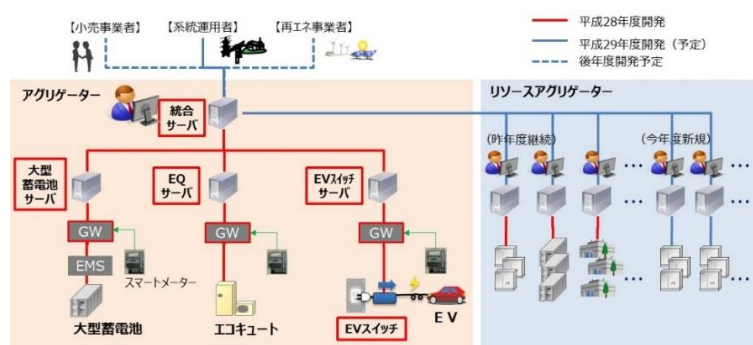 【小売事業者】 【系統運用者】 【再エネ事業者】
平成28年度開発
平成29年度開発（予定）
後年度開発予定
アグリゲーター
統合
サーバ
大型
蓄電池
サーバ
EQ
サーバ
EVスイッチ
サーバ
GW
GW
GW
EMS
スマートメーター
大型蓄電池
エコキュート
EVスイッチ
EV
リソースアグリゲーター
(昨年度継続)
(今年度新規)
…
…
…
…
…
…